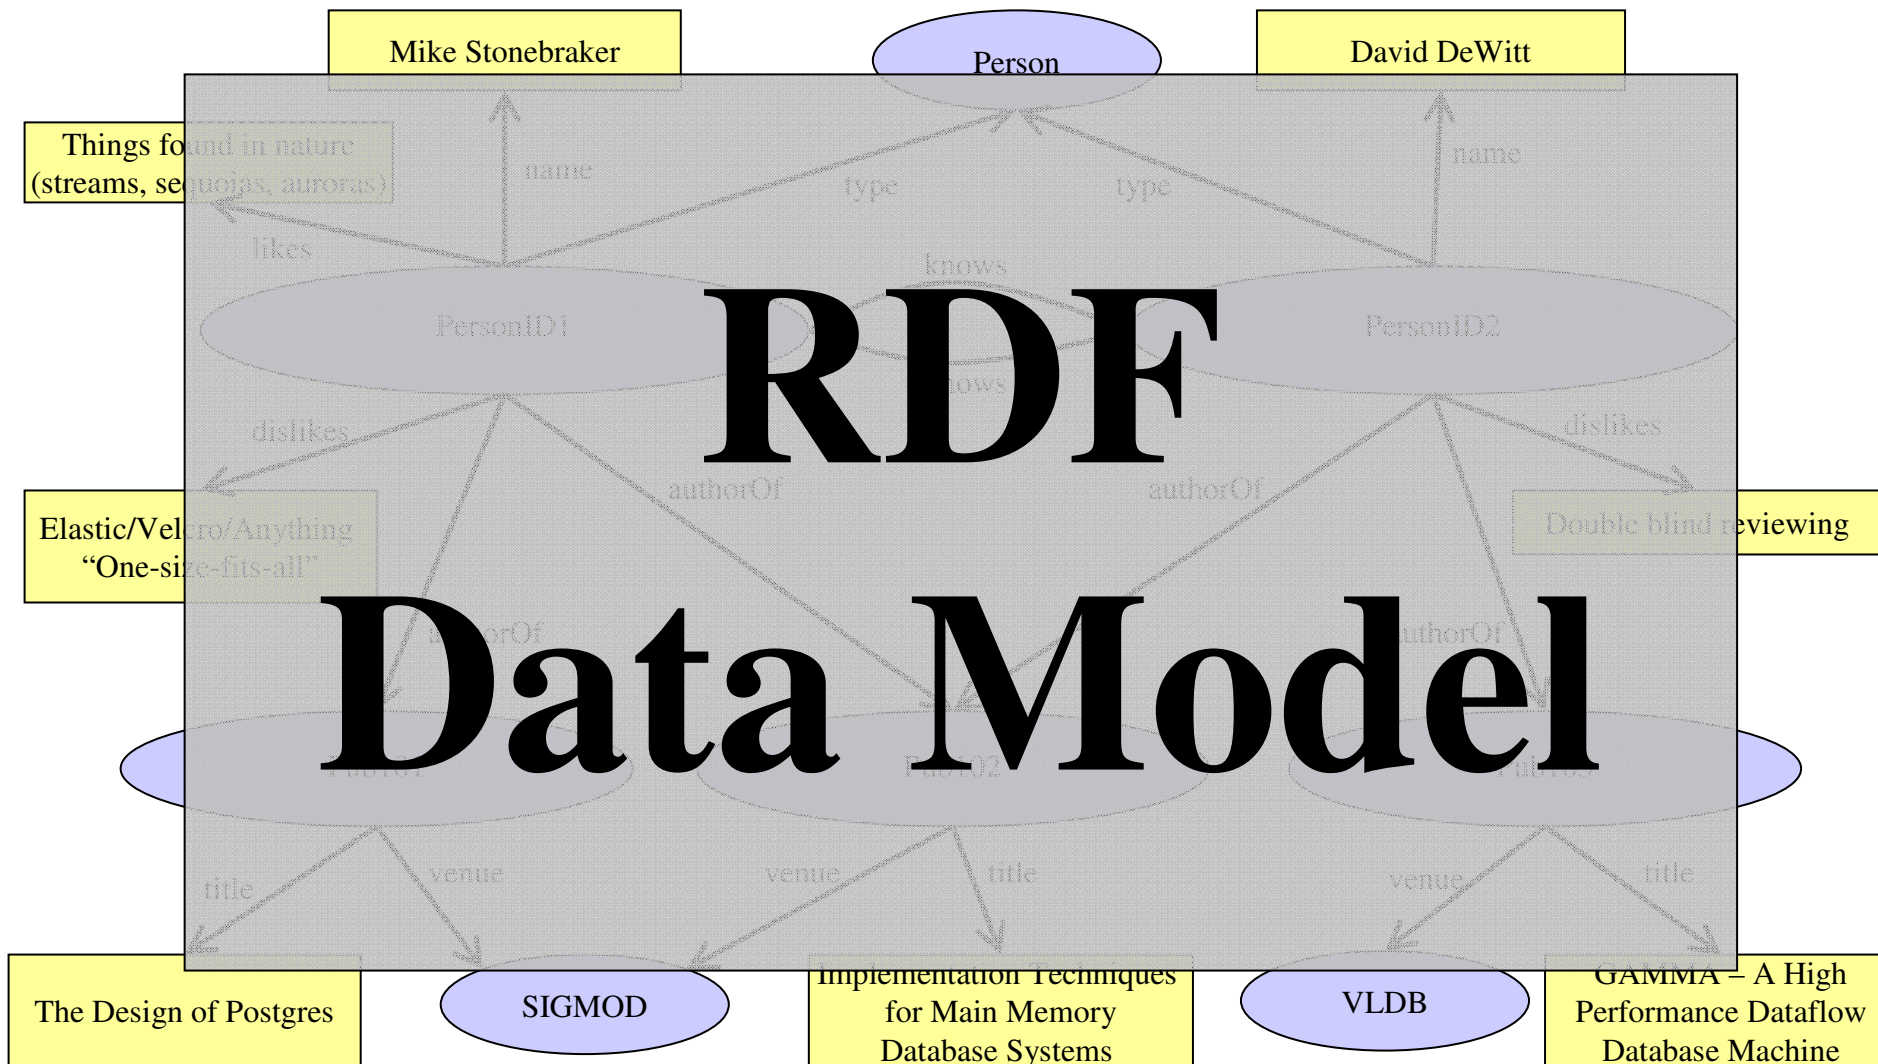 Mike Stonebraker
Person
David DeWitt
Things found in nature
(streams, sequoias, auroras)
name
name
type
type
likes
knows
PersonID1
PersonID2
RDF
knows
dislikes
dislikes
authorOf
authorOf
Elastic/Velcro/Anything
“One-size-fits-all”
Double blind reviewing
authorOf
authorOf
Data Model
Pub101
Pub102
Pub103
title
venue
venue
title
venue
title
The Design of Postgres
SIGMOD
Implementation Techniques
for Main Memory
Database Systems
VLDB
GAMMA – A High
Performance Dataflow
Database Machine